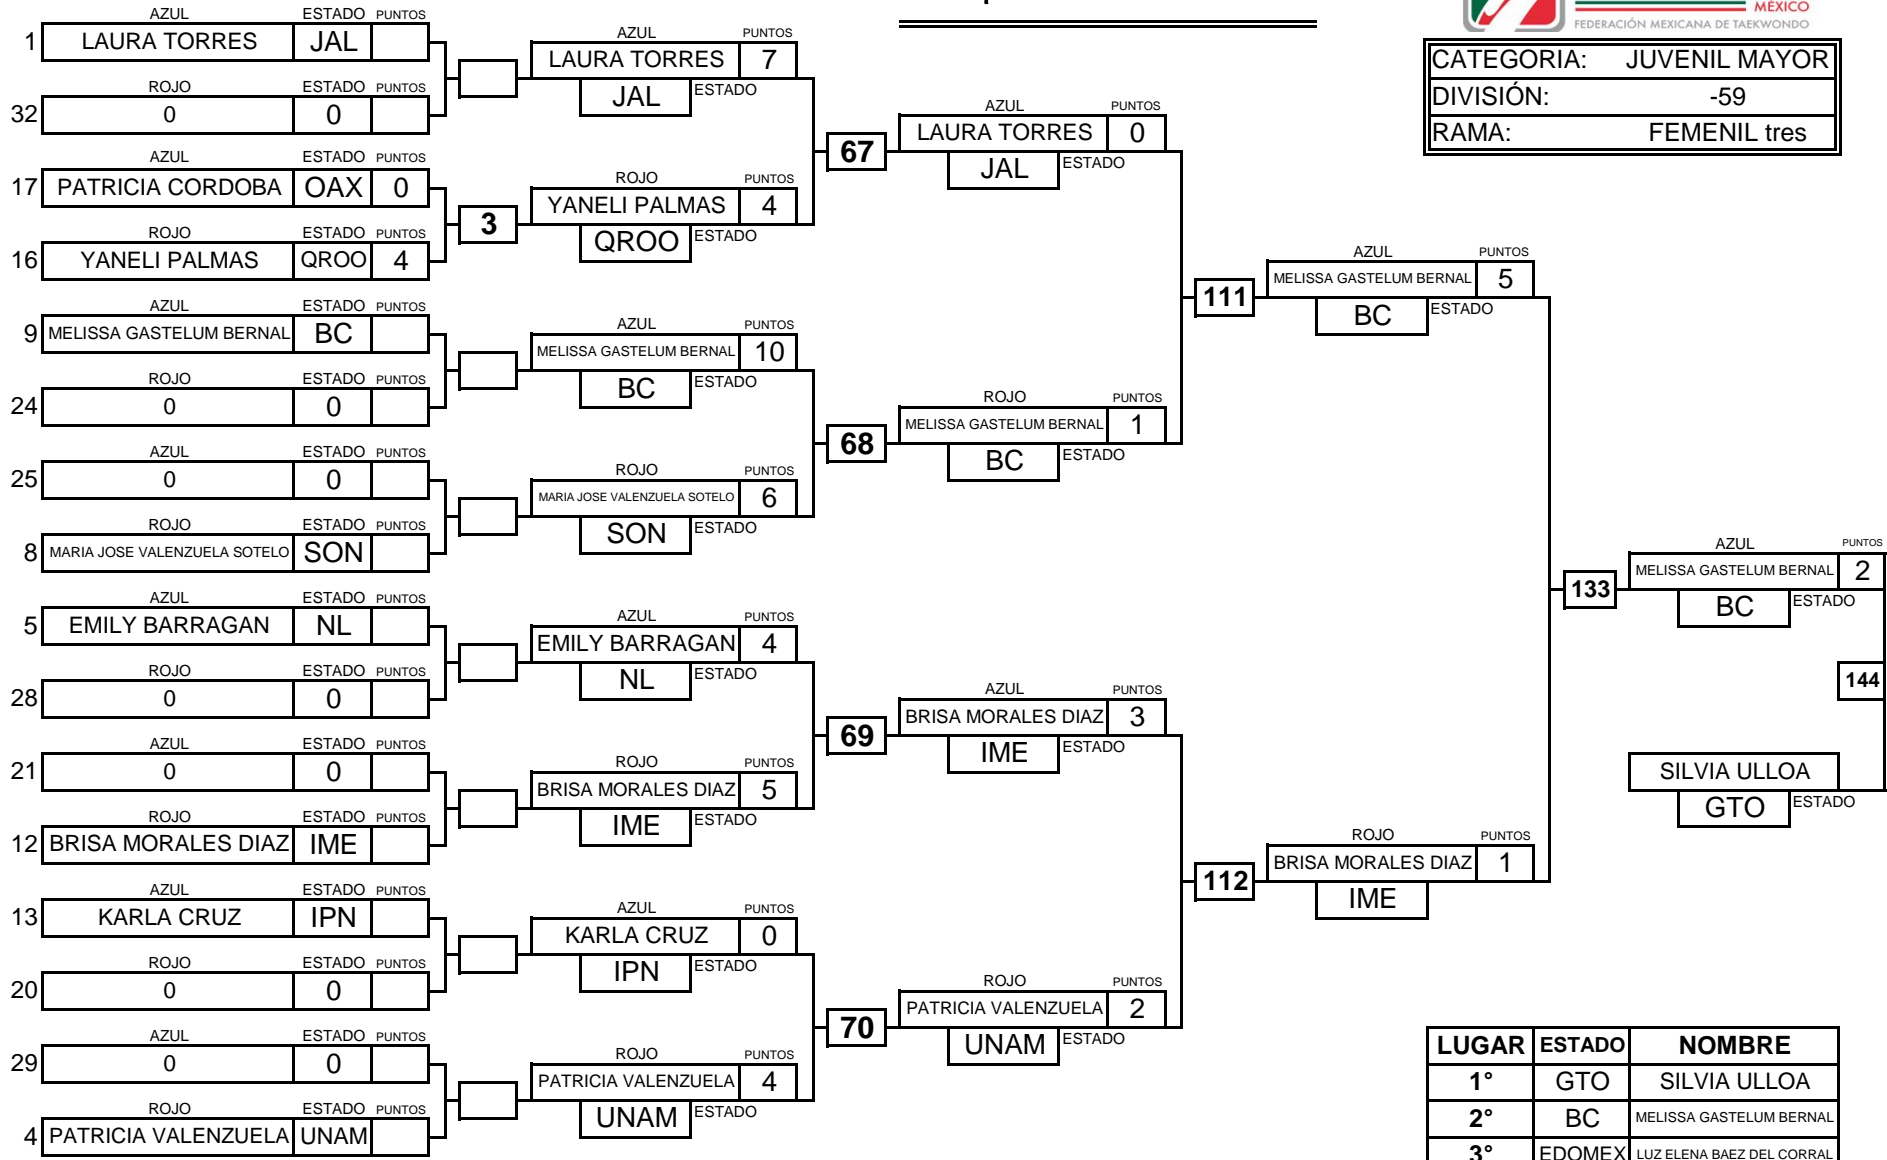 MÉXICO
FEDERACIÓN MEXICANA DE TAEKWONDO
CATEGORIA: JUVENIL MAYOR
DIVISIÓN: -59
RAMA: FEMENIL tres
AZUL ESTADO PUNTOS
1 LAURA TORRES JAL
ROJO ESTADO PUNTOS
32 0 0
AZUL ESTADO PUNTOS
17 PATRICIA CORDOBA OAX 0
ROJO ESTADO PUNTOS
16 YANELI PALMAS QROO 4
AZUL ESTADO PUNTOS
9 MELISSA GASTELUM BERNAL BC
ROJO ESTADO PUNTOS
24 0 0
AZUL ESTADO PUNTOS
25 0 0
ROJO ESTADO PUNTOS
8 MARIA JOSE VALENZUELA SOTELO SON
AZUL ESTADO PUNTOS
5 EMILY BARRAGAN NL
ROJO ESTADO PUNTOS
28 0 0
AZUL ESTADO PUNTOS
21 0 0
ROJO ESTADO PUNTOS
12 BRISA MORALES DIAZ IME
AZUL ESTADO PUNTOS
13 KARLA CRUZ IPN
ROJO ESTADO PUNTOS
20 0 0
AZUL ESTADO PUNTOS
29 0 0
ROJO ESTADO PUNTOS
4 PATRICIA VALENZUELA UNAM
3
AZUL PUNTOS
LAURA TORRES 7
JAL ESTADO
ROJO PUNTOS
YANELI PALMAS 4
QROO ESTADO
AZUL PUNTOS
MELISSA GASTELUM BERNAL 10
BC ESTADO
ROJO PUNTOS
MARIA JOSE VALENZUELA SOTELO 6
SON ESTADO
AZUL PUNTOS
EMILY BARRAGAN 4
NL ESTADO
ROJO PUNTOS
BRISA MORALES DIAZ 5
IME ESTADO
AZUL PUNTOS
KARLA CRUZ 0
IPN ESTADO
ROJO PUNTOS
PATRICIA VALENZUELA 4
UNAM ESTADO
67
68
69
70
AZUL PUNTOS
LAURA TORRES 0
JAL ESTADO
ROJO PUNTOS
MELISSA GASTELUM BERNAL 1
BC ESTADO
AZUL PUNTOS
BRISA MORALES DIAZ 3
IME ESTADO
ROJO PUNTOS
PATRICIA VALENZUELA 2
UNAM ESTADO
111
112
AZUL PUNTOS
MELISSA GASTELUM BERNAL 5
BC ESTADO
ROJO PUNTOS
BRISA MORALES DIAZ 1
IME
133
AZUL PUNTOS
MELISSA GASTELUM BERNAL 2
BC ESTADO
144
SILVIA ULLOA
GTO ESTADO
LUGAR ESTADO NOMBRE
1° GTO SILVIA ULLOA
2° BC MELISSA GASTELUM BERNAL
3° EDOMEX LUZ ELENA BAEZ DEL CORRAL